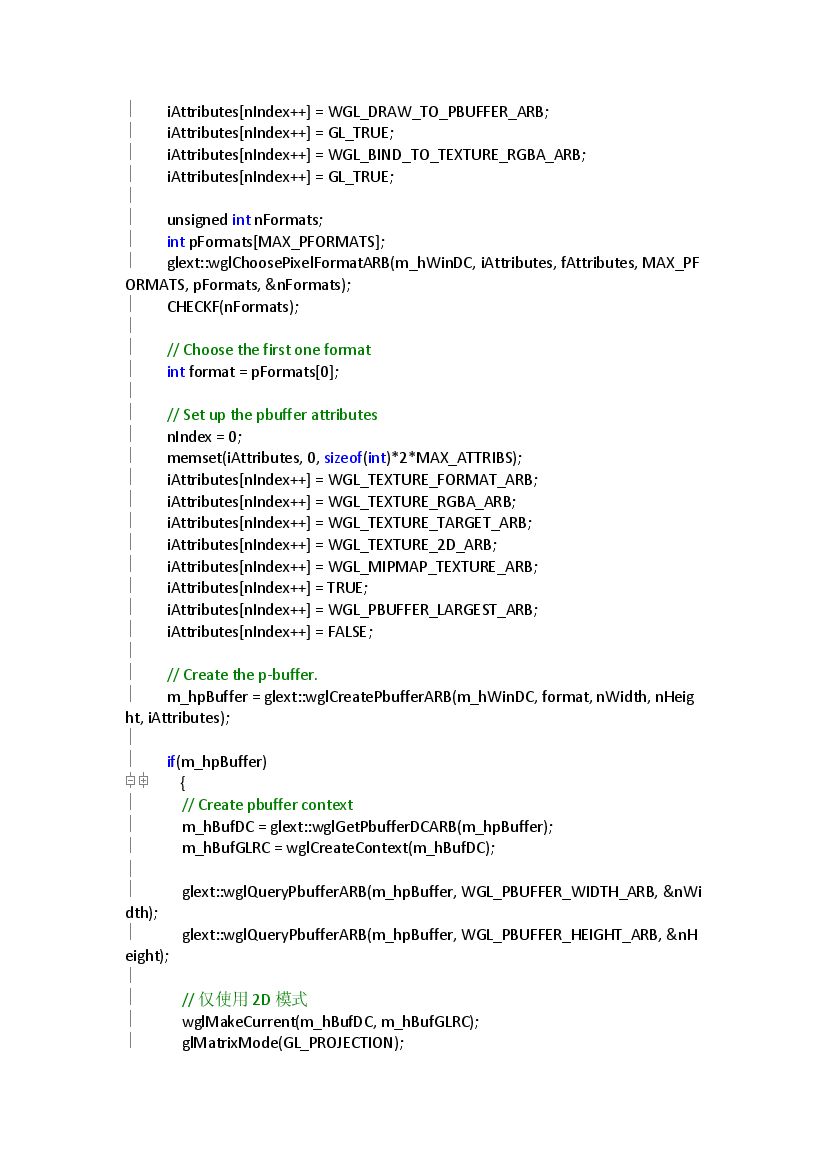 iAttributes[nIndex++] = WGL_DRAW_TO_PBUFFER_ARB;
iAttributes[nIndex++] = GL_TRUE;
iAttributes[nIndex++] = WGL_BIND_TO_TEXTURE_RGBA_ARB;
iAttributes[nIndex++] = GL_TRUE;
unsigned int nFormats;
int pFormats[MAX_PFORMATS];
glext::wglChoosePixelFormatARB(m_hWinDC, iAttributes, fAttributes, MAX_PF
ORMATS, pFormats, &nFormats);
CHECKF(nFormats);
// Choose the first one format
int format = pFormats[0];
// Set up the pbuffer attributes
nIndex = 0;
memset(iAttributes, 0, sizeof(int)*2*MAX_ATTRIBS);
iAttributes[nIndex++] = WGL_TEXTURE_FORMAT_ARB;
iAttributes[nIndex++] = WGL_TEXTURE_RGBA_ARB;
iAttributes[nIndex++] = WGL_TEXTURE_TARGET_ARB;
iAttributes[nIndex++] = WGL_TEXTURE_2D_ARB;
iAttributes[nIndex++] = WGL_MIPMAP_TEXTURE_ARB;
iAttributes[nIndex++] = TRUE;
iAttributes[nIndex++] = WGL_PBUFFER_LARGEST_ARB;
iAttributes[nIndex++] = FALSE;
// Create the p-buffer.
m_hpBuffer = glext::wglCreatePbufferARB(m_hWinDC, format, nWidth, nHeig
ht, iAttributes);
if(m_hpBuffer)
{
// Create pbuffer context
m_hBufDC = glext::wglGetPbufferDCARB(m_hpBuffer);
m_hBufGLRC = wglCreateContext(m_hBufDC);
glext::wglQueryPbufferARB(m_hpBuffer, WGL_PBUFFER_WIDTH_ARB, &nWi
dth);
glext::wglQueryPbufferARB(m_hpBuffer, WGL_PBUFFER_HEIGHT_ARB, &nH
eight);
// 仅使用 2D 模式
wglMakeCurrent(m_hBufDC, m_hBufGLRC);
glMatrixMode(GL_PROJECTION);